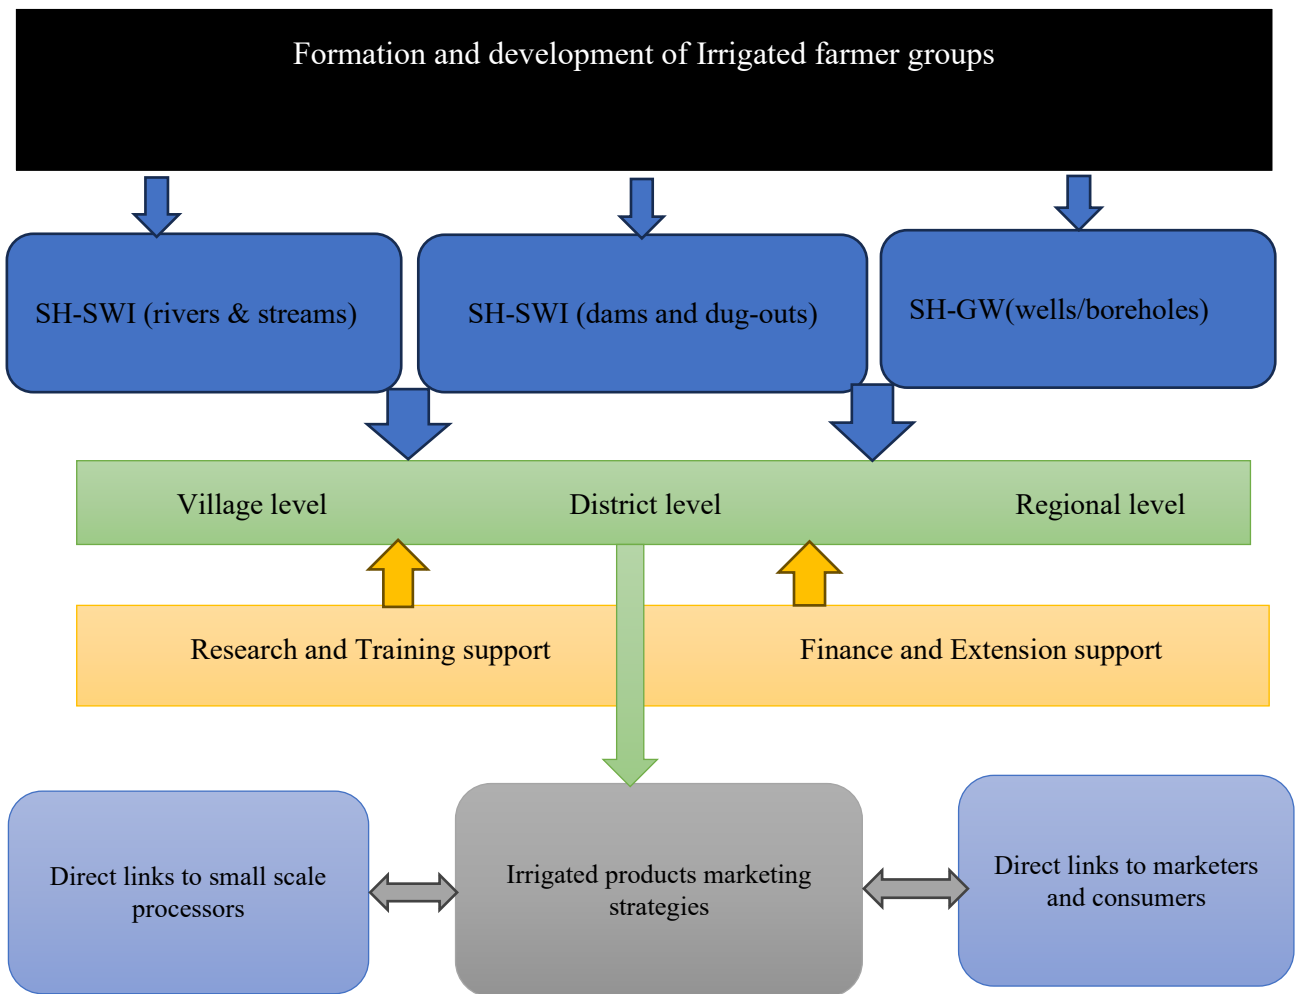 Formation and development of Irrigated farmer groups
SH-SWI (rivers & streams)
SH-SWI (dams and dug-outs)
SH-GW(wells/boreholes)
Village level
District level
Regional level
Research and Training support
Finance and Extension support
Direct links to small scale
processors
Irrigated products marketing
strategies
Direct links to marketers
and consumers